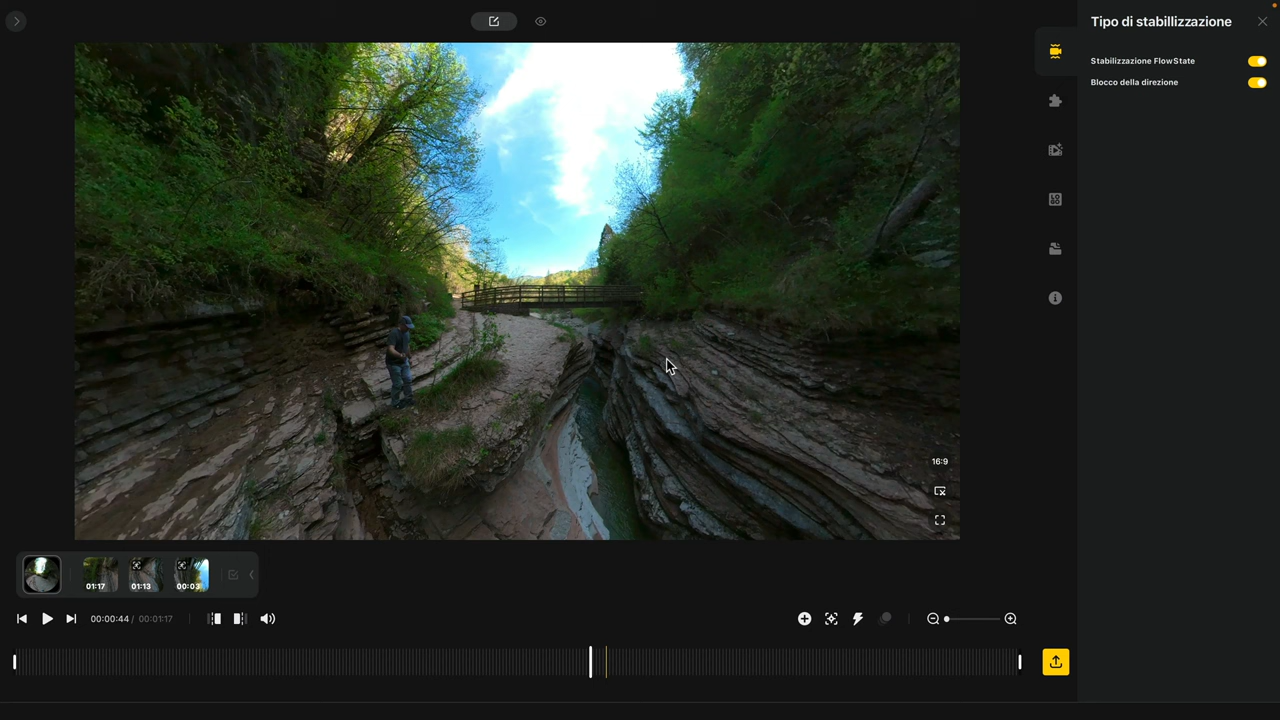 Tipo di stabillizzazione
Stabilizzazione FlowState
Blocco della direzione
16:9
01:17
01:13
00:03
00:00:44 / 00:01:17